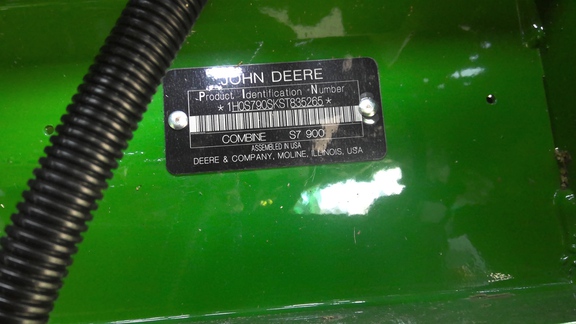 JOHN DEERE
Product Identification Number
*1H0S790SKST835265*
COMBINE S7 900
ASSEMBLED IN USA
DEERE & COMPANY, MOLINE, ILLINOIS, USA